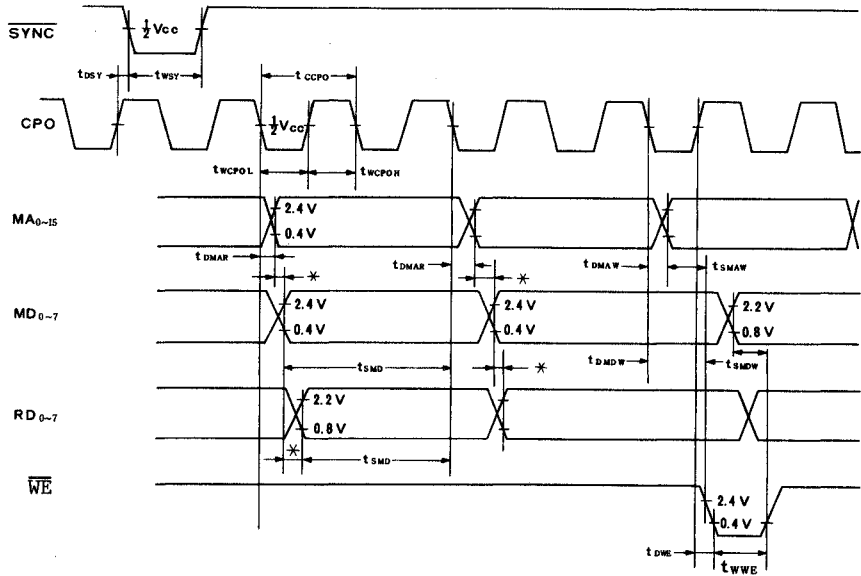 SYNC
½Vcc
tDSY
tWSY
tCCPO
CPO
½Vcc
tWCPOL
tWCPOH
MA0~15
2.4 V
0.4 V
tDMAR
*
tDMAR
*
tDMAW
tSMAW
MD0~7
2.4 V
0.4 V
2.4 V
0.4 V
2.2 V
0.8 V
tSMD
*
tDMDW
tSMDW
RD0~7
2.2 V
0.8 V
*
tSMD
WE
2.4 V
0.4 V
tDWE
tWWE